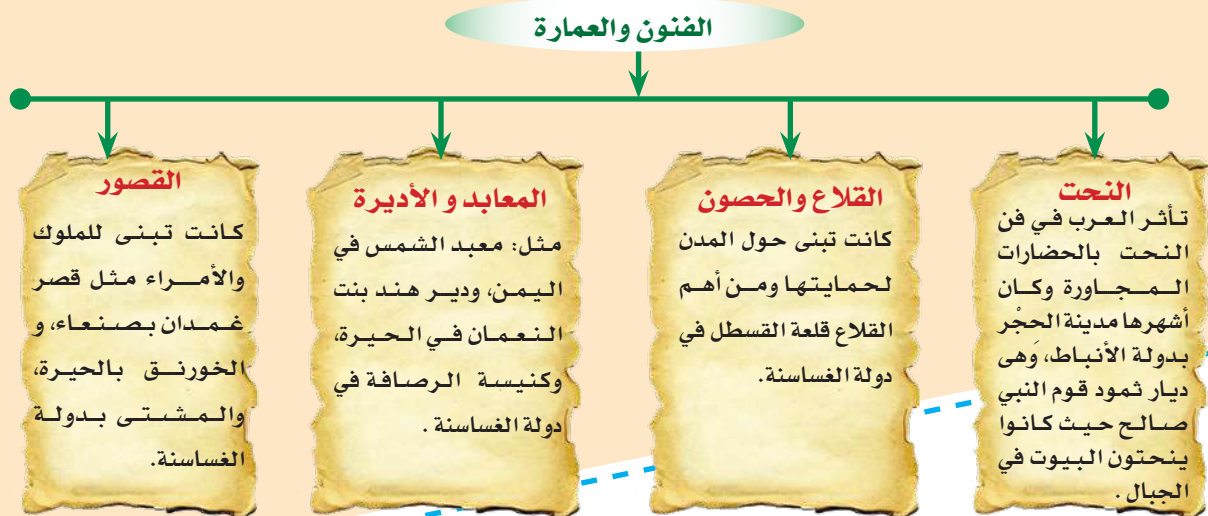 الفنون والعمارة
النحت
تأثر العرب في فن
النحت بالحضارات
المجاورة وكان
أشهرها مدينة الحجْر
بدولة الأنباط، وَهى
ديار ثمود قوم النبي
صالح حيث كانوا
ينحتون البيوت في
الجبال .
القلاع والحصون
كانت تبنى حول المدن
لحمايتها ومن أهم
القلاع قلعة القسطل في
دولة الغساسنة.
المعابد و الأديرة
مثل: معبد الشمس في
اليمن، ودير هند بنت
النعمان في الحيرة،
وكنيسة الرصافة في
دولة الغساسنة .
القصور
كانت تبنى للملوك
والأمراء مثل قصر
غمدان بصنعاء، و
الخورنق بالحيرة،
والمشتى بدولة
الغساسنة.